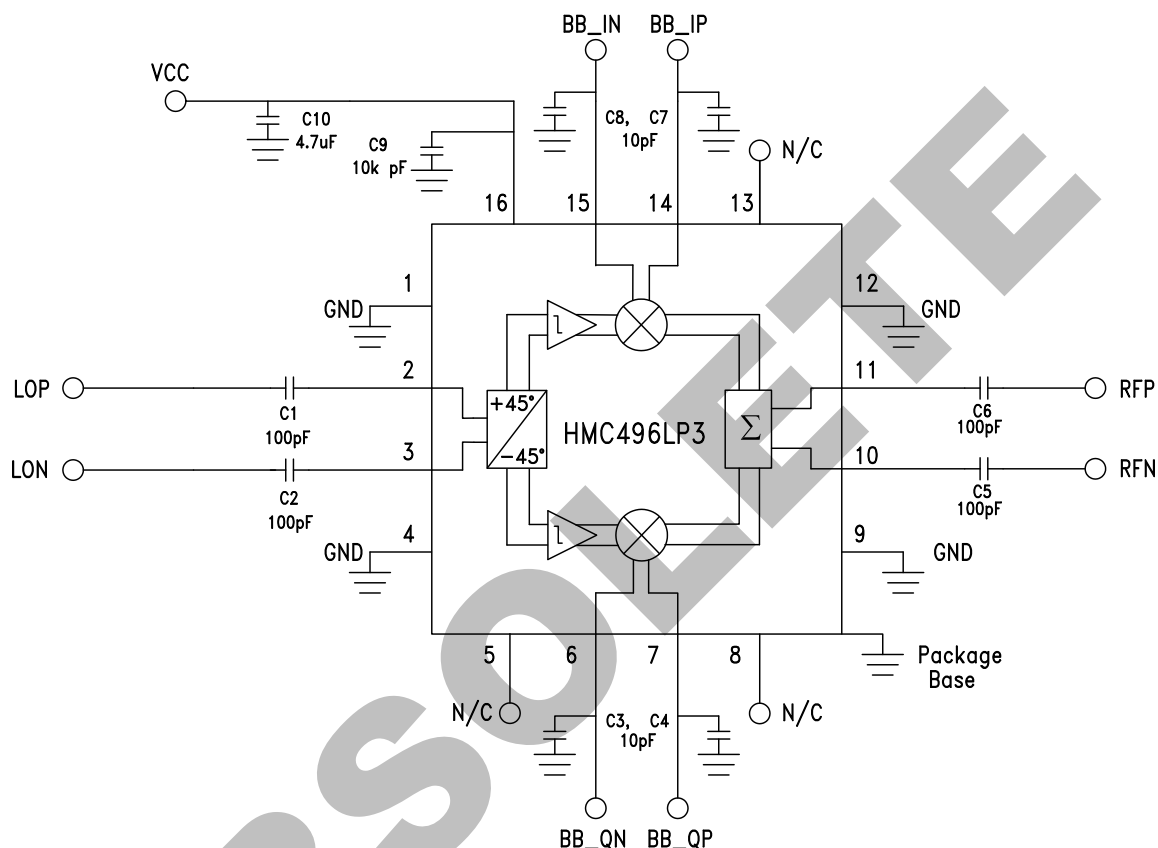 BB_IN BB_IP
VCC
C10
4.7uF
C9
10k pF
C8, C7
10pF
N/C
16 15 14 13
1
GND
12
GND
LOP
2
C1
100pF
+45°
-45°
HMC496LP3
Σ
11
C6
100pF
RFP
LON
3
C2
100pF
10
C5
100pF
RFN
4
GND
9
GND
5 6 7 8
Package
Base
N/C
C3, C4
10pF
N/C
BB_QN BB_QP
SOLETE